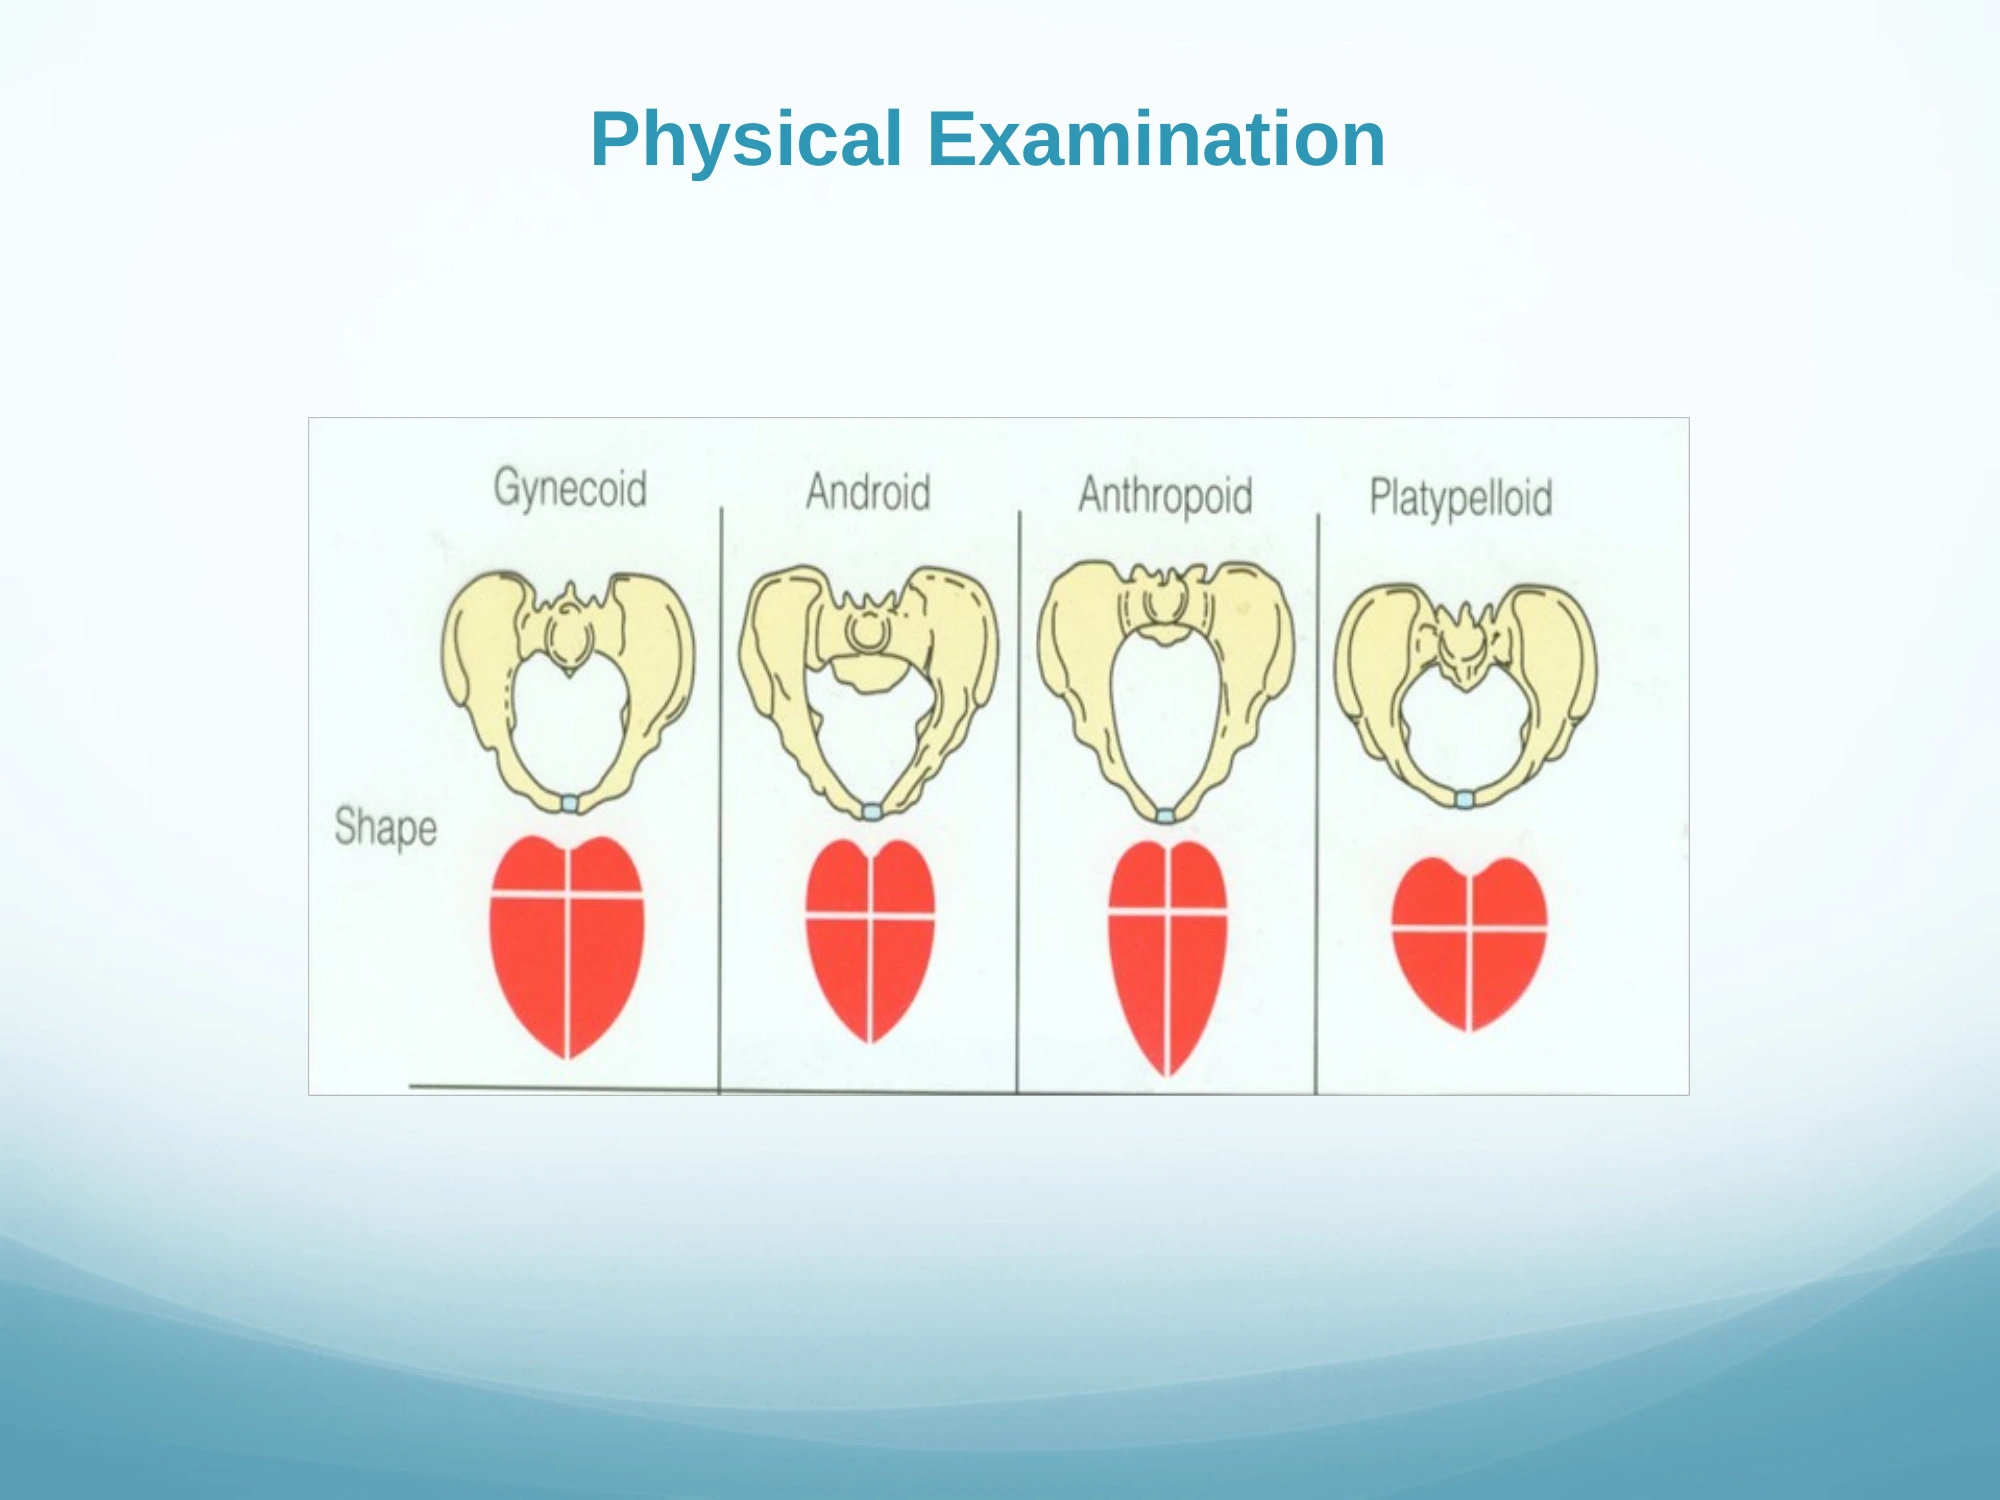 Physical Examination
Gynecoid Android Anthropoid Platypelloid
Shape